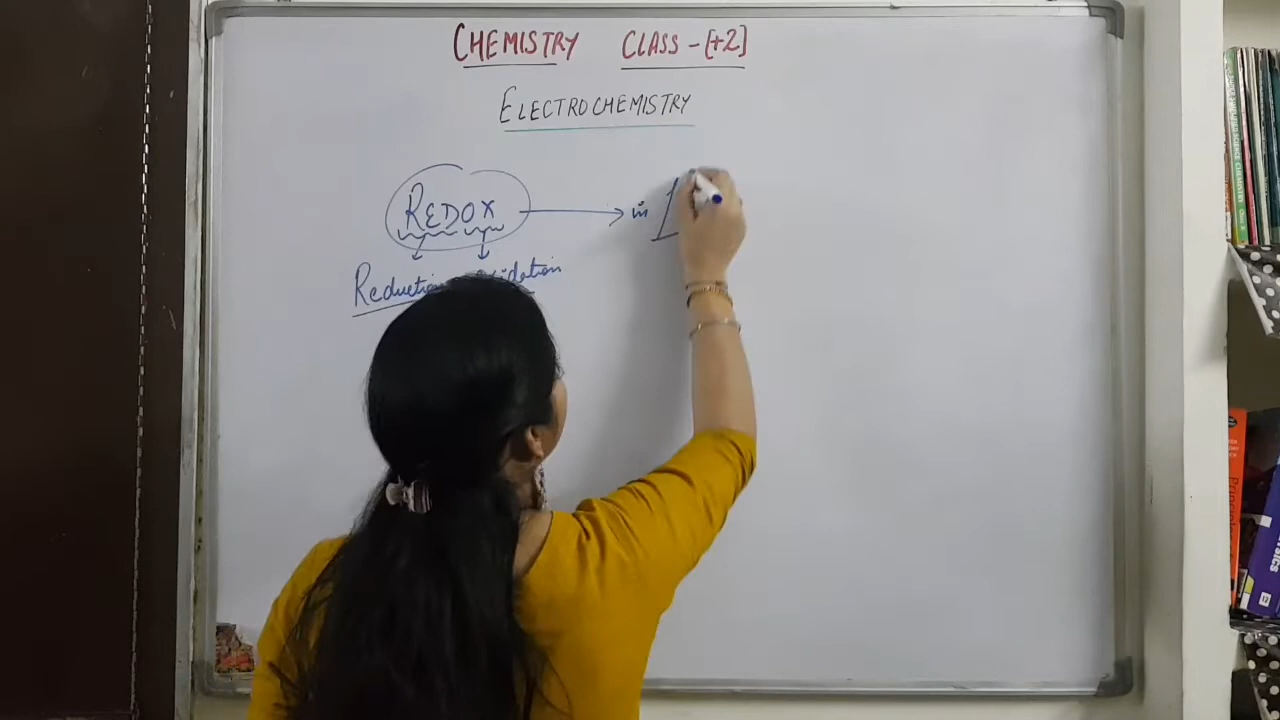 CHEMISTRY CLASS-[+2]
ELECTROCHEMISTRY
REDOX → in
Reduction Oxidation